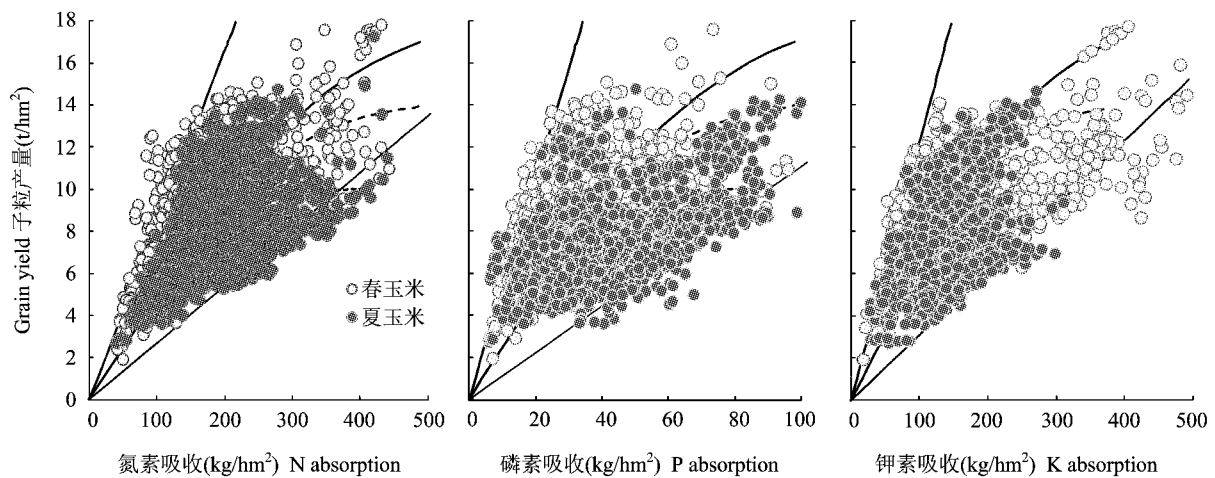 Grain yield 子粒产量(t/hm²)
18
16
14
12
10
8
6
4
2
0
春玉米
夏玉米
0 100 200 300 400 500
0 20 40 60 80 100
0 100 200 300 400 500
氮素吸收(kg/hm²) N absorption
磷素吸收(kg/hm²) P absorption
钾素吸收(kg/hm²) K absorption